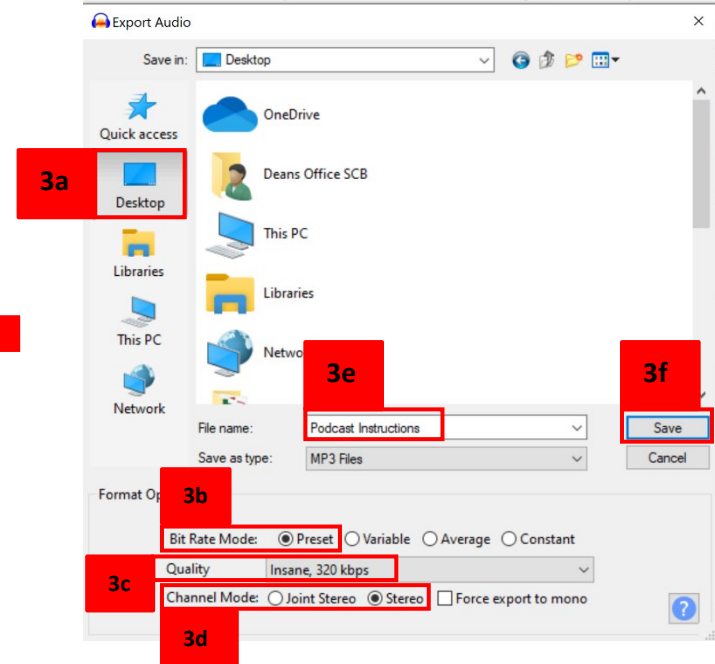 Export Audio
Save in: Desktop
Quick access
OneDrive
3a
Desktop
Deans Office SCB
This PC
Libraries
Libraries
This PC
Network
3e
3f
File name: Podcast Instructions Save
Save as type: MP3 Files Cancel
Format Op
3b
Bit Rate Mode: Preset Variable Average Constant
3c
Quality Insane, 320 kbps
Channel Mode: Joint Stereo Stereo Force export to mono
?
3d